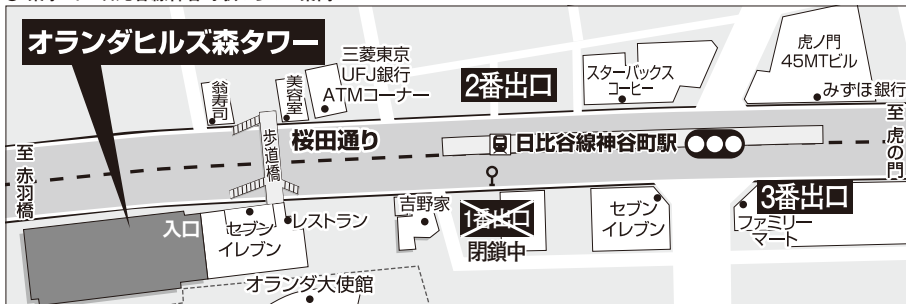 オランダヒルズ森タワー
翁寿司
美容室
三菱東京
UFJ銀行
ATMコーナー
2番出口
スターバックス
コーヒー
虎ノ門
45MTビル
みずほ銀行
至 赤羽橋
歩道橋
桜田通り
日比谷線神谷町駅
至 虎の門
入口
セブン
イレブン
レストラン
吉野家
1番出口
閉鎖中
セブン
イレブン
3番出口
ファミリー
マート
オランダ大使館